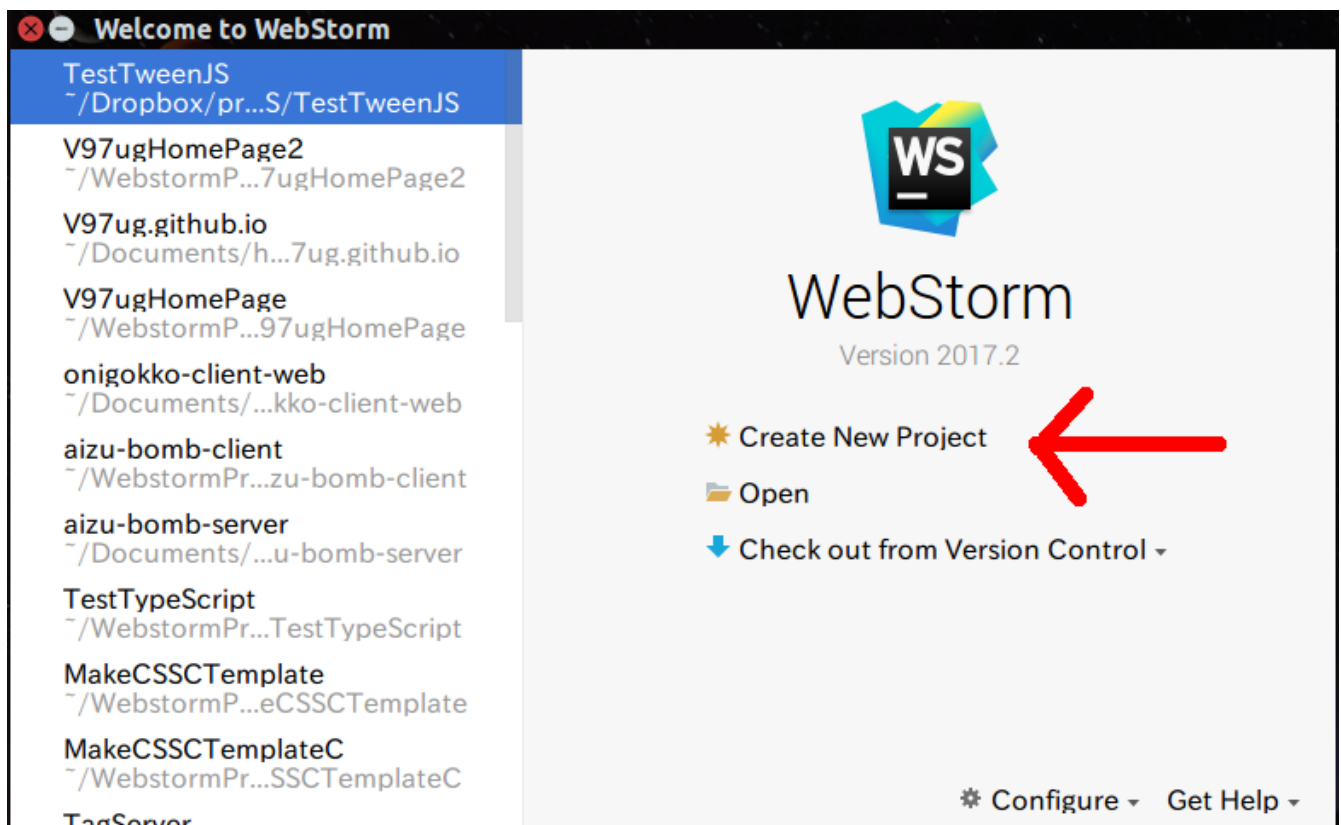 Welcome to WebStorm
TestTweenJS
~/Dropbox/pr...S/TestTweenJS
V97ugHomePage2
~/WebstormP...7ugHomePage2
V97ug.github.io
~/Documents/h...7ug.github.io
V97ugHomePage
~/WebstormP...97ugHomePage
onigokko-client-web
~/Documents/...kko-client-web
aizu-bomb-client
~/WebstormPr...zu-bomb-client
aizu-bomb-server
~/Documents/...u-bomb-server
TestTypeScript
~/WebstormPr...TestTypeScript
MakeCSSCTemplate
~/WebstormP...eCSSCTemplate
MakeCSSCTemplateC
~/WebstormPr...SSCTemplateC
TagServer
WS
WebStorm
Version 2017.2
Create New Project
Open
Check out from Version Control
Configure
Get Help